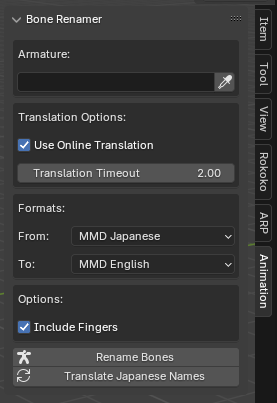 Bone Renamer
Armature:
Translation Options:
Use Online Translation
Translation Timeout 2.00
Formats:
From: MMD Japanese
To: MMD English
Options:
Include Fingers
Rename Bones
Translate Japanese Names
Item
Tool
View
Rokoko
ARP
Animation